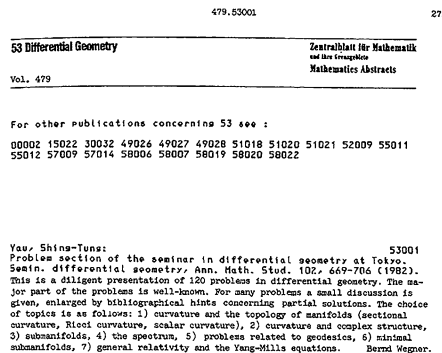 479.53001
27
53 Differential Geometry
Zentralblatt für Mathematik
und ihre Grenzgebiete
Mathematics Abstracts
Vol. 479
For other publications concerning 53 see :
00002 15022 30032 49026 49027 49028 51018 51020 51021 52009 55011
55012 57009 57014 58006 58007 58019 58020 58022
Yau, Shing-Tung: 53001
Problem section of the seminar in differential geometry at Tokyo.
Semin. differential geometry, Ann. Math. Stud. 102, 669-706 (1982).
This is a diligent presentation of 120 problems in differential geometry. The ma-
jor part of the problems is well-known. For many problems a small discussion is
given, enlarged by bibliographical hints concerning partial solutions. The choice
of topics is as follows: 1) curvature and the topology of manifolds (sectional
curvature, Ricci curvature, scalar curvature), 2) curvature and complex structure,
3) submanifolds, 4) the spectrum, 5) problems related to geodesics, 6) minimal
submanifolds, 7) general relativity and the Yang-Mills equations. Bernd Wegner.